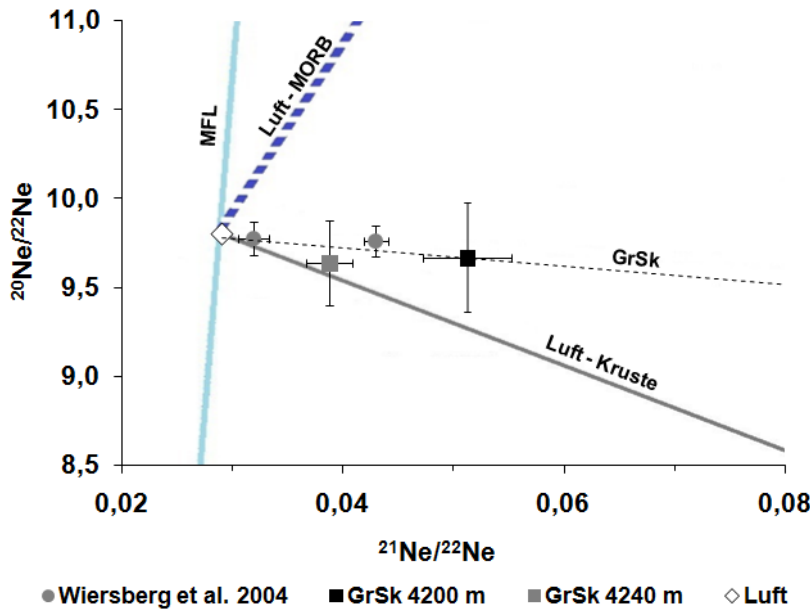 11,0
10,5
10,0
9,5
9,0
8,5
20Ne/22Ne
MFL
Luft - MORB
GrSk
Luft - Kruste
0,02 0,04 0,06 0,08
21Ne/22Ne
Wiersberg et al. 2004 GrSk 4200 m GrSk 4240 m Luft